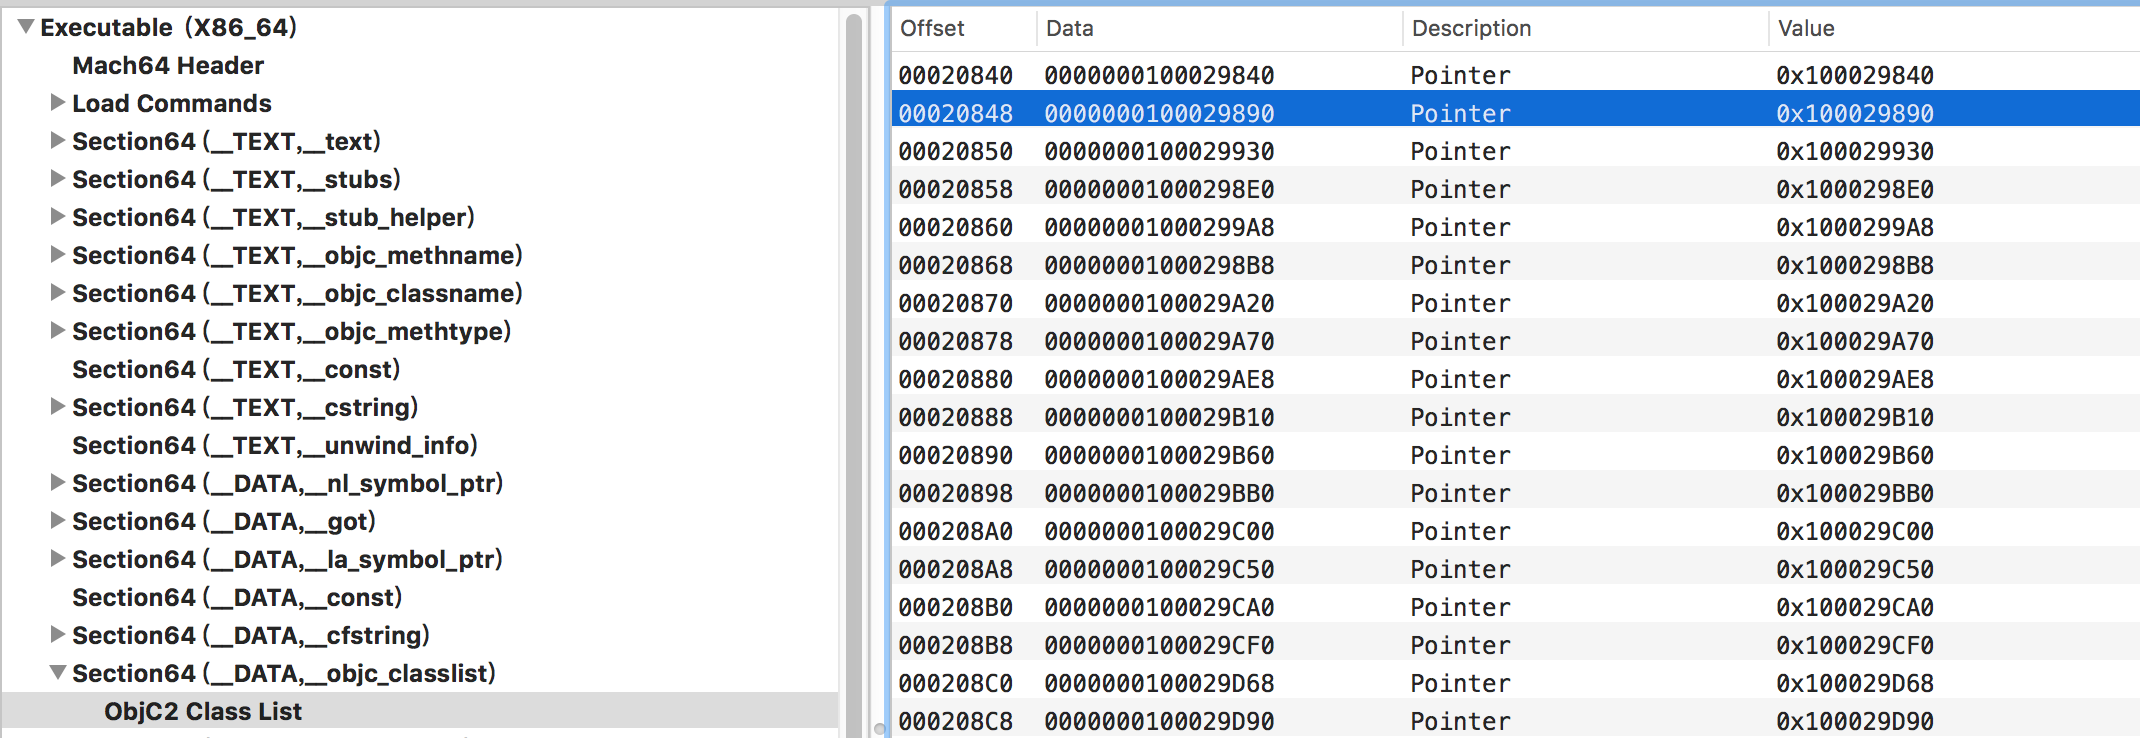 Executable (X86_64)
Mach64 Header
Load Commands
Section64 (__TEXT,__text)
Section64 (__TEXT,__stubs)
Section64 (__TEXT,__stub_helper)
Section64 (__TEXT,__objc_methname)
Section64 (__TEXT,__objc_classname)
Section64 (__TEXT,__objc_methtype)
Section64 (__TEXT,__const)
Section64 (__TEXT,__cstring)
Section64 (__TEXT,__unwind_info)
Section64 (__DATA,__nl_symbol_ptr)
Section64 (__DATA,__got)
Section64 (__DATA,__la_symbol_ptr)
Section64 (__DATA,__const)
Section64 (__DATA,__cfstring)
Section64 (__DATA,__objc_classlist)
ObjC2 Class List
Offset Data Description Value
00020840 0000000100029840 Pointer 0x100029840
00020848 0000000100029890 Pointer 0x100029890
00020850 0000000100029930 Pointer 0x100029930
00020858 00000001000298E0 Pointer 0x1000298E0
00020860 00000001000299A8 Pointer 0x1000299A8
00020868 00000001000298B8 Pointer 0x1000298B8
00020870 0000000100029A20 Pointer 0x100029A20
00020878 0000000100029A70 Pointer 0x100029A70
00020880 0000000100029AE8 Pointer 0x100029AE8
00020888 0000000100029B10 Pointer 0x100029B10
00020890 0000000100029B60 Pointer 0x100029B60
00020898 0000000100029BB0 Pointer 0x100029BB0
000208A0 0000000100029C00 Pointer 0x100029C00
000208A8 0000000100029C50 Pointer 0x100029C50
000208B0 0000000100029CA0 Pointer 0x100029CA0
000208B8 0000000100029CF0 Pointer 0x100029CF0
000208C0 0000000100029D68 Pointer 0x100029D68
000208C8 0000000100029D90 Pointer 0x100029D90